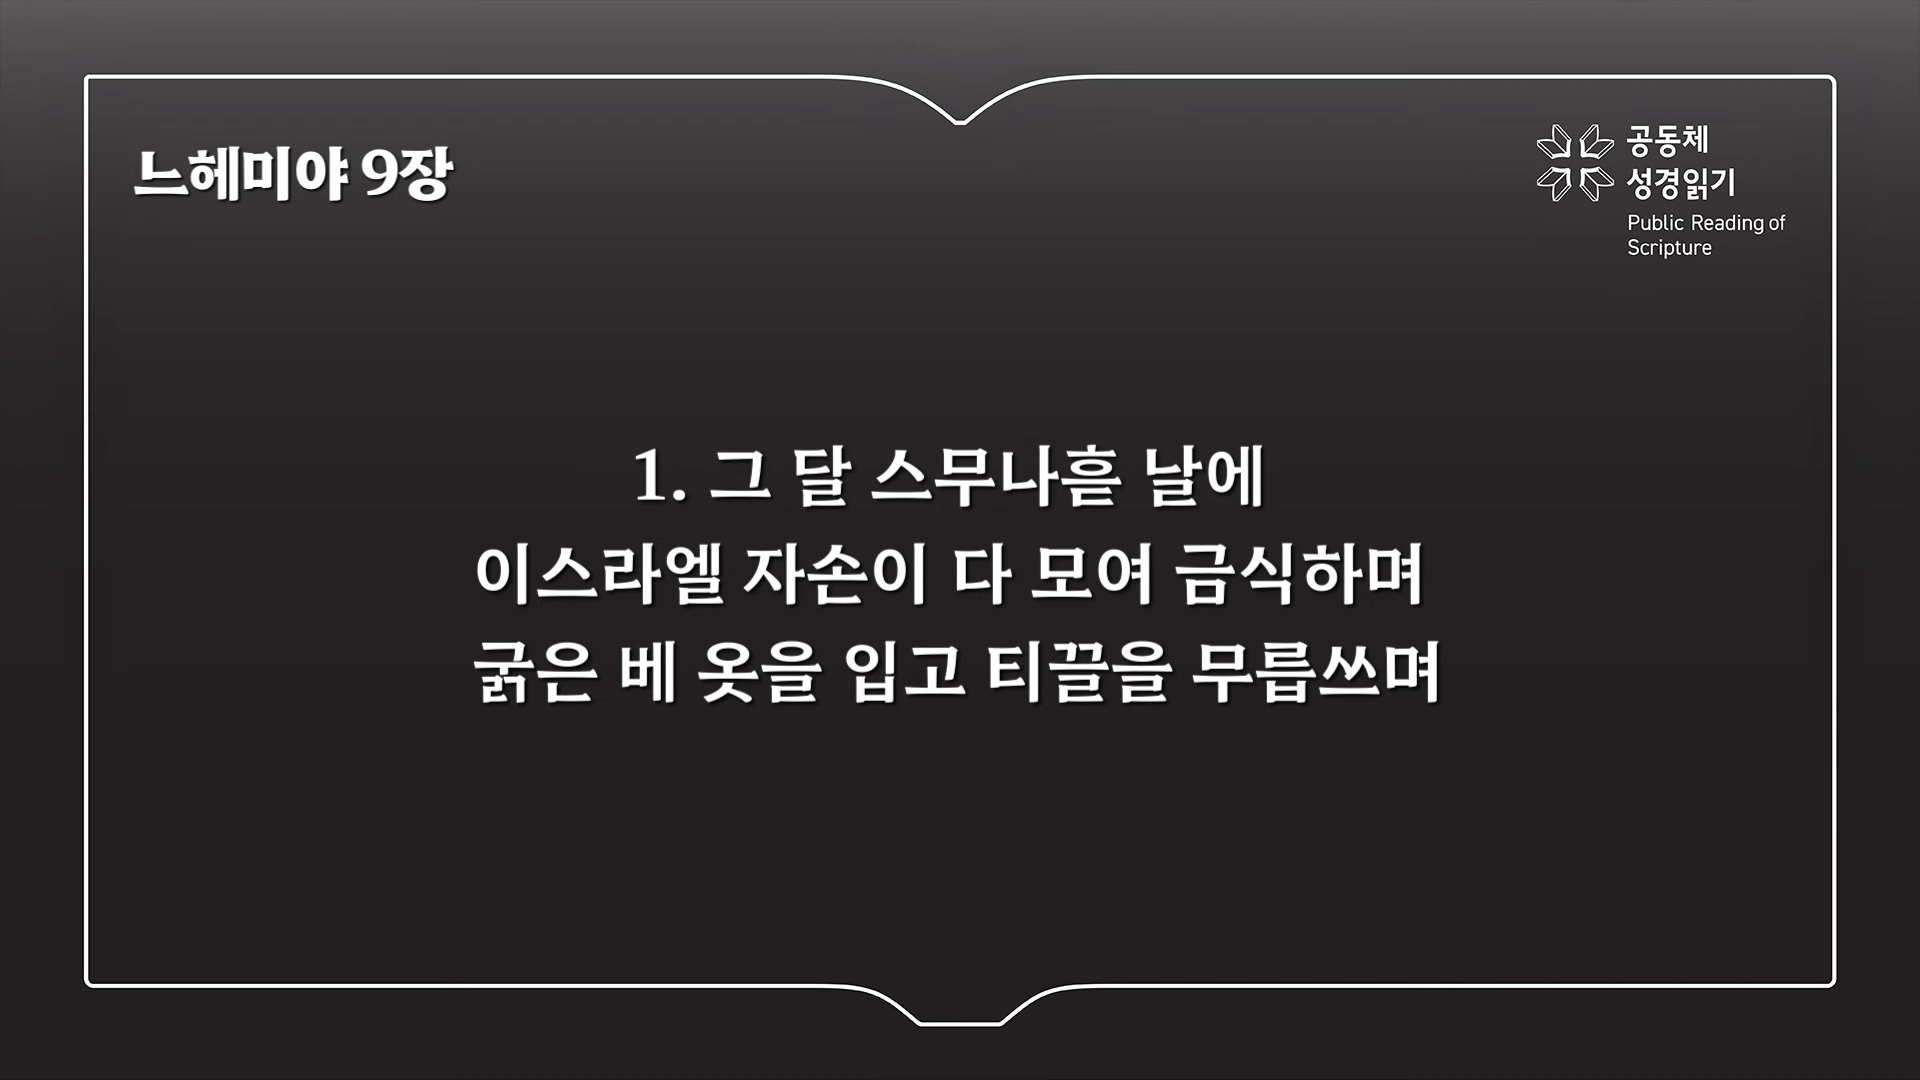 느헤미야 9장
공동체
성경읽기
Public Reading of
Scripture
1. 그 달 스무나흗 날에
이스라엘 자손이 다 모여 금식하며
굵은 베 옷을 입고 티끌을 무릅쓰며